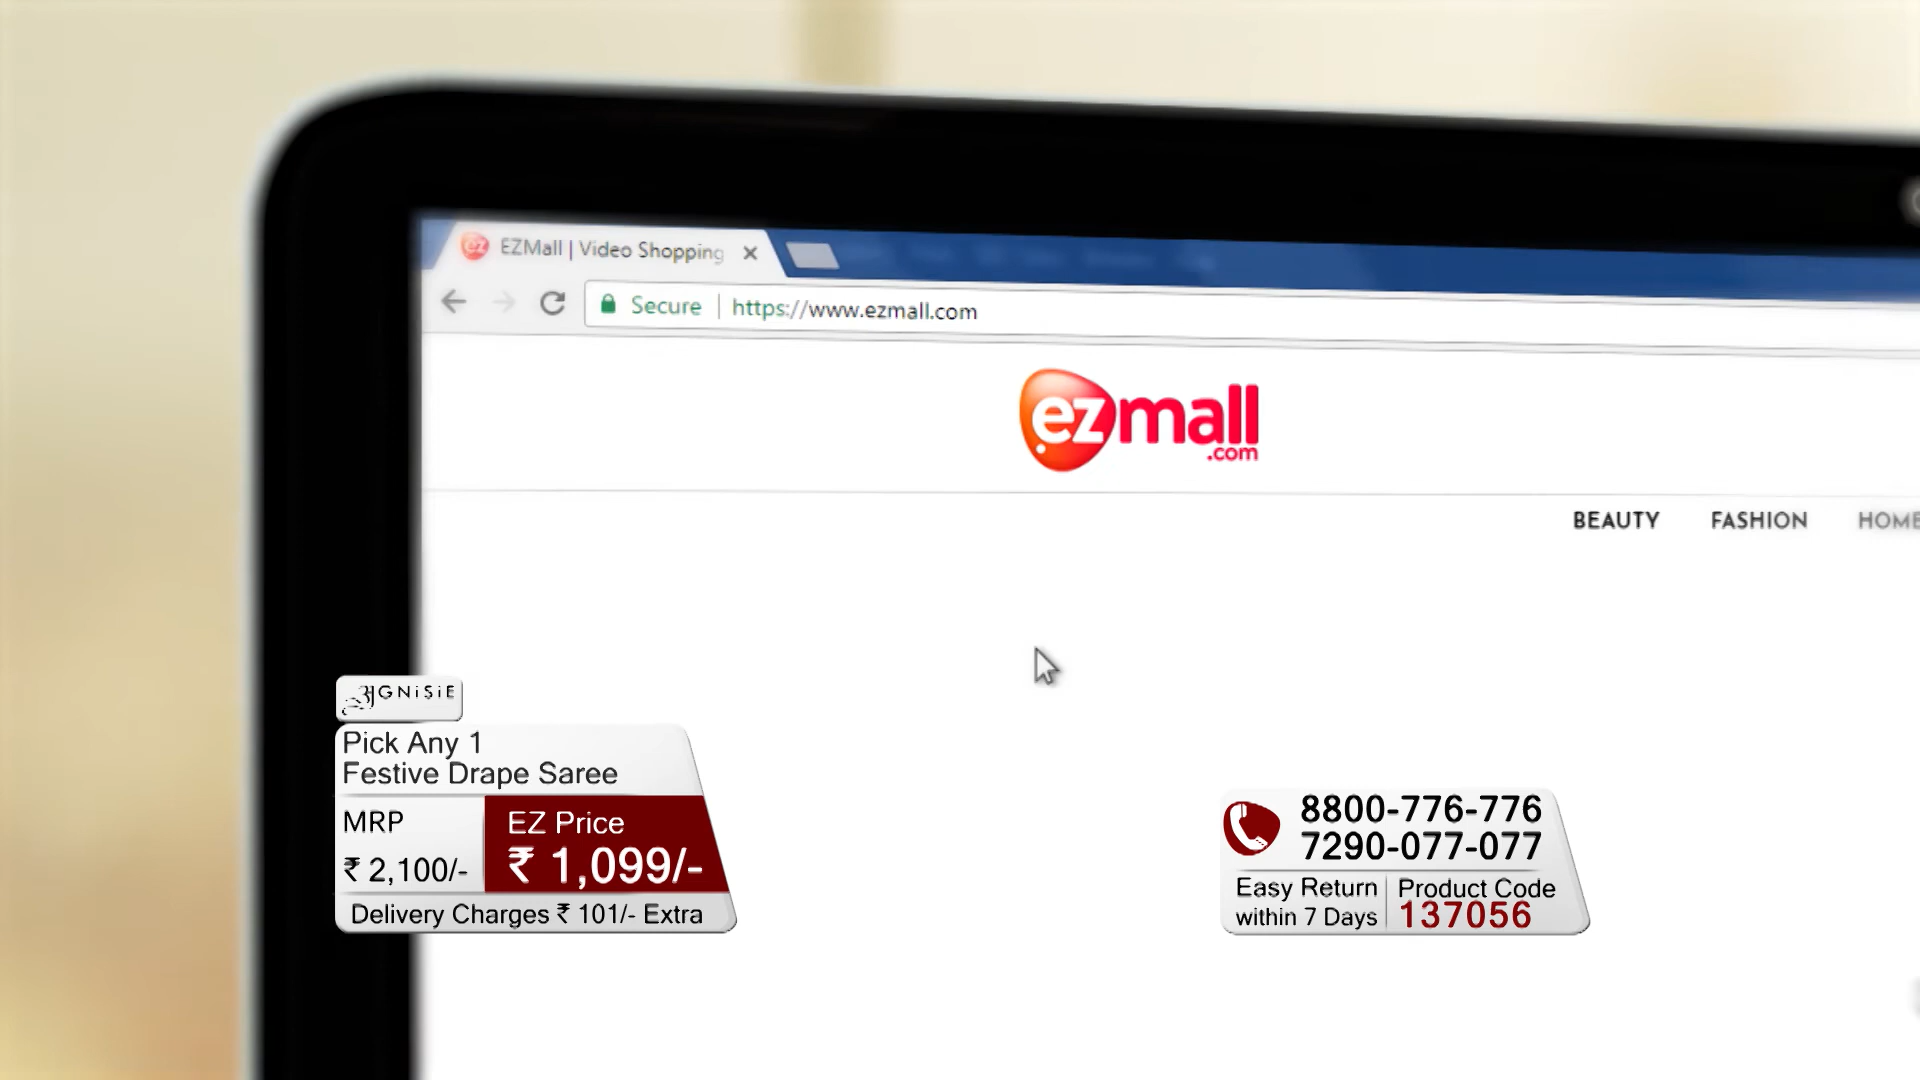 EZMall | Video Shopping
Secure
https://www.ezmall.com
ezmall
.com
BEAUTY FASHION HOME
GNiSiE
Pick Any 1
Festive Drape Saree
MRP
₹ 2,100/-
EZ Price
₹ 1,099/-
Delivery Charges ₹ 101/- Extra
8800-776-776
7290-077-077
Easy Return
within 7 Days
Product Code
137056